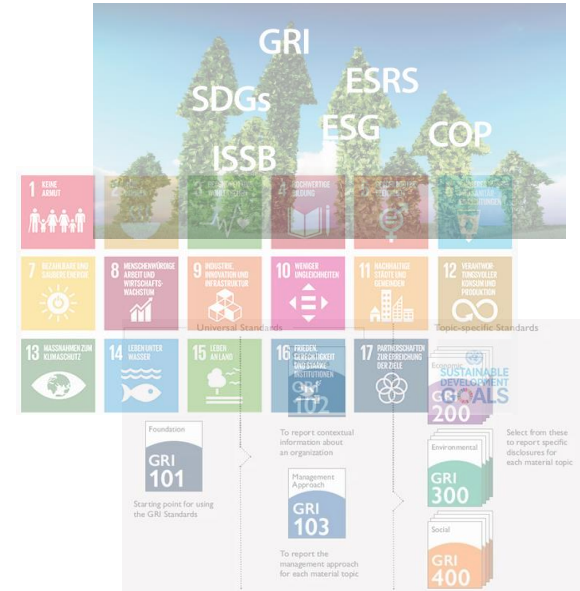 GRI
ESRS
SDGs
ESG
COP
ISSB
1 KEINE
ARMUT
HOCHWERTIGE
BILDUNG
7 BEZAHLBARE UND
SAUBERE ENERGIE
8 MENSCHENWÜRDIGE
ARBEIT UND
WIRTSCHAFTS-
WACHSTUM
9 INDUSTRIE,
INNOVATION UND
INFRASTRUKTUR
10 WENIGER
UNGLEICHHEITEN
11 NACHHALTIGE
STÄDTE UND
GEMEINDEN
12 VERANTWOR-
TUNGSVOLLER
KONSUM UND
PRODUKTION
Universal Standards
Topic-specific Standards
13 MASSNAHMEN ZUM
KLIMASCHUTZ
14 LEBEN UNTER
WASSER
15 LEBEN
AN LAND
16 FRIEDEN,
GERECHTIGKEIT
UND STARKE
INSTITUTIONEN
17 PARTNERSCHAFTEN
ZUR ERREICHUNG
DER ZIELE
SUSTAINABLE
DEVELOPMENT
GOALS
GRI
102
Economic
GRI
200
Foundation
GRI
101
Starting point for using
the GRI Standards
To report contextual
information about
an organization
Management
Approach
GRI
103
To report the
management approach
for each material topic
Environmental
GRI
300
Social
GRI
400
Select from these
to report specific
disclosures for
each material topic